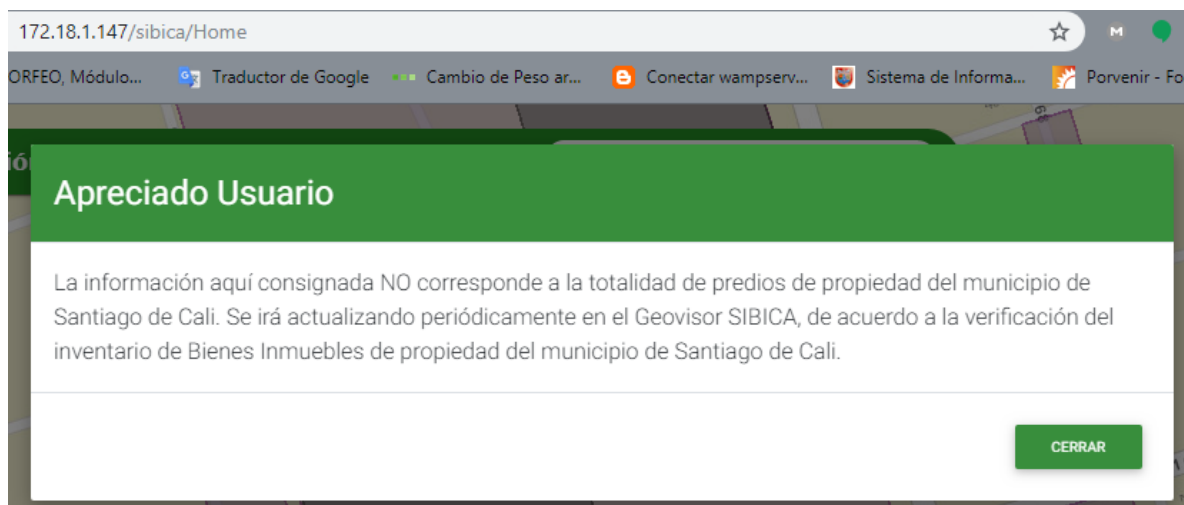 172.18.1.147/sibica/Home
M
ORFEO, Módulo... Traductor de Google Cambio de Peso ar... Conectar wampserv... Sistema de Informa... Porvenir - Fo
ió
Apreciado Usuario
La información aquí consignada NO corresponde a la totalidad de predios de propiedad del municipio de
Santiago de Cali. Se irá actualizando periódicamente en el Geovisor SIBICA, de acuerdo a la verificación del
inventario de Bienes Inmuebles de propiedad del municipio de Santiago de Cali.
CERRAR